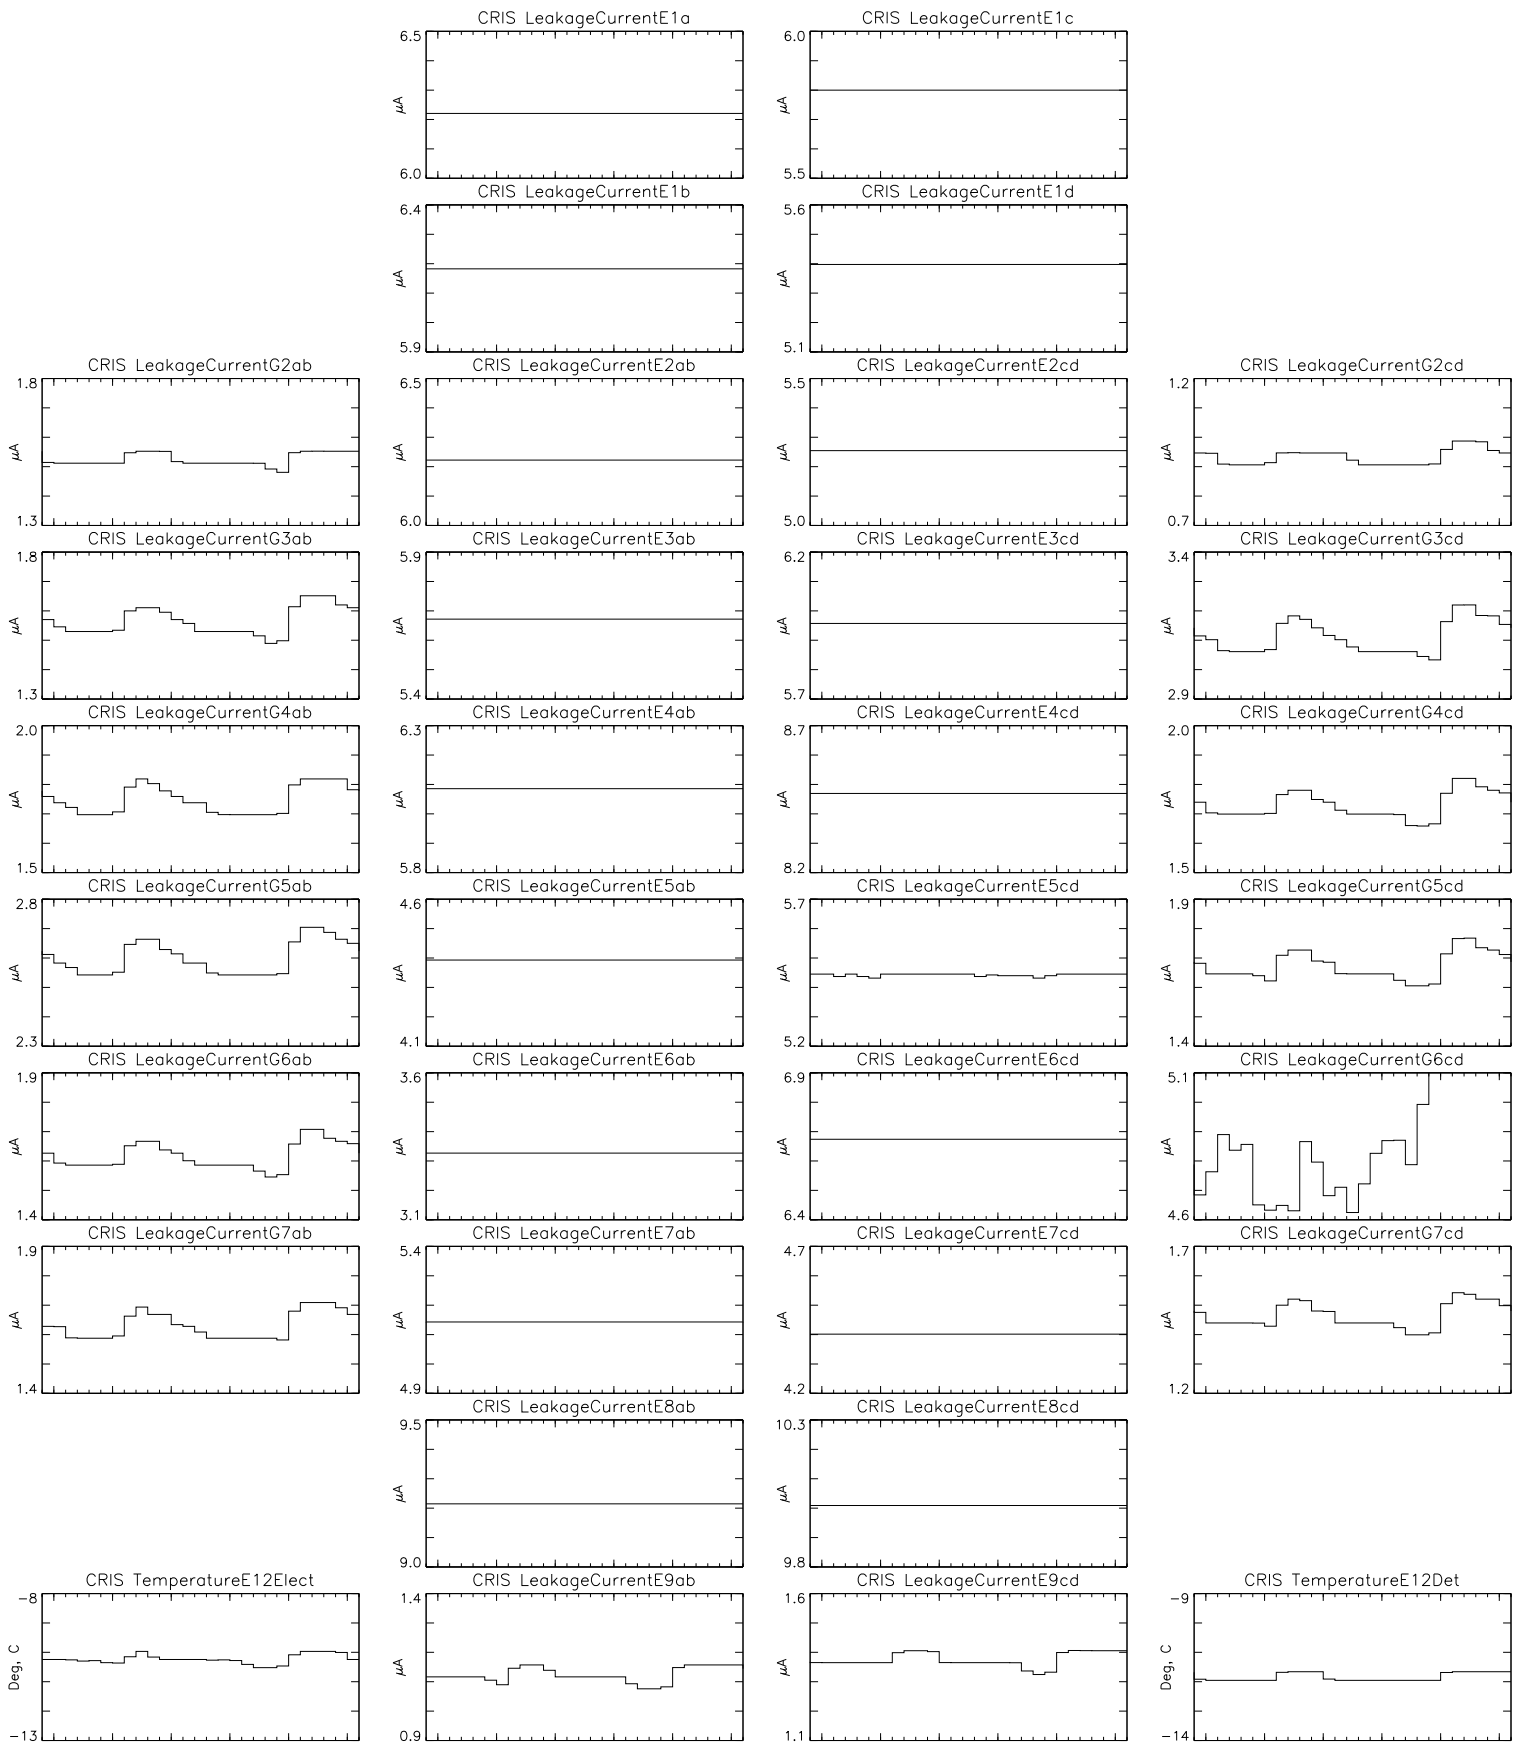 CRIS LeakageCurrentE1a
6.5
μA
6.0
CRIS LeakageCurrentE1c
6.0
μA
5.5
CRIS LeakageCurrentE1b
6.4
μA
5.9
CRIS LeakageCurrentE1d
5.6
μA
5.1
CRIS LeakageCurrentG2ab
1.8
μA
1.3
CRIS LeakageCurrentE2ab
6.5
μA
6.0
CRIS LeakageCurrentE2cd
5.5
μA
5.0
CRIS LeakageCurrentG2cd
1.2
μA
0.7
CRIS LeakageCurrentG3ab
1.8
μA
1.3
CRIS LeakageCurrentE3ab
5.9
μA
5.4
CRIS LeakageCurrentE3cd
6.2
μA
5.7
CRIS LeakageCurrentG3cd
3.4
μA
2.9
CRIS LeakageCurrentG4ab
2.0
μA
1.5
CRIS LeakageCurrentE4ab
6.3
μA
5.8
CRIS LeakageCurrentE4cd
8.7
μA
8.2
CRIS LeakageCurrentG4cd
2.0
μA
1.5
CRIS LeakageCurrentG5ab
2.8
μA
2.3
CRIS LeakageCurrentE5ab
4.6
μA
4.1
CRIS LeakageCurrentE5cd
5.7
μA
5.2
CRIS LeakageCurrentG5cd
1.9
μA
1.4
CRIS LeakageCurrentG6ab
1.9
μA
1.4
CRIS LeakageCurrentE6ab
3.6
μA
3.1
CRIS LeakageCurrentE6cd
6.9
μA
6.4
CRIS LeakageCurrentG6cd
5.1
μA
4.6
CRIS LeakageCurrentG7ab
1.9
μA
1.4
CRIS LeakageCurrentE7ab
5.4
μA
4.9
CRIS LeakageCurrentE7cd
4.7
μA
4.2
CRIS LeakageCurrentG7cd
1.7
μA
1.2
CRIS LeakageCurrentE8ab
9.5
μA
9.0
CRIS LeakageCurrentE8cd
10.3
μA
9.8
CRIS TemperatureE12Elect
-8
Deg, C
-13
CRIS LeakageCurrentE9ab
1.4
μA
0.9
CRIS LeakageCurrentE9cd
1.6
μA
1.1
CRIS TemperatureE12Det
-9
Deg, C
-14